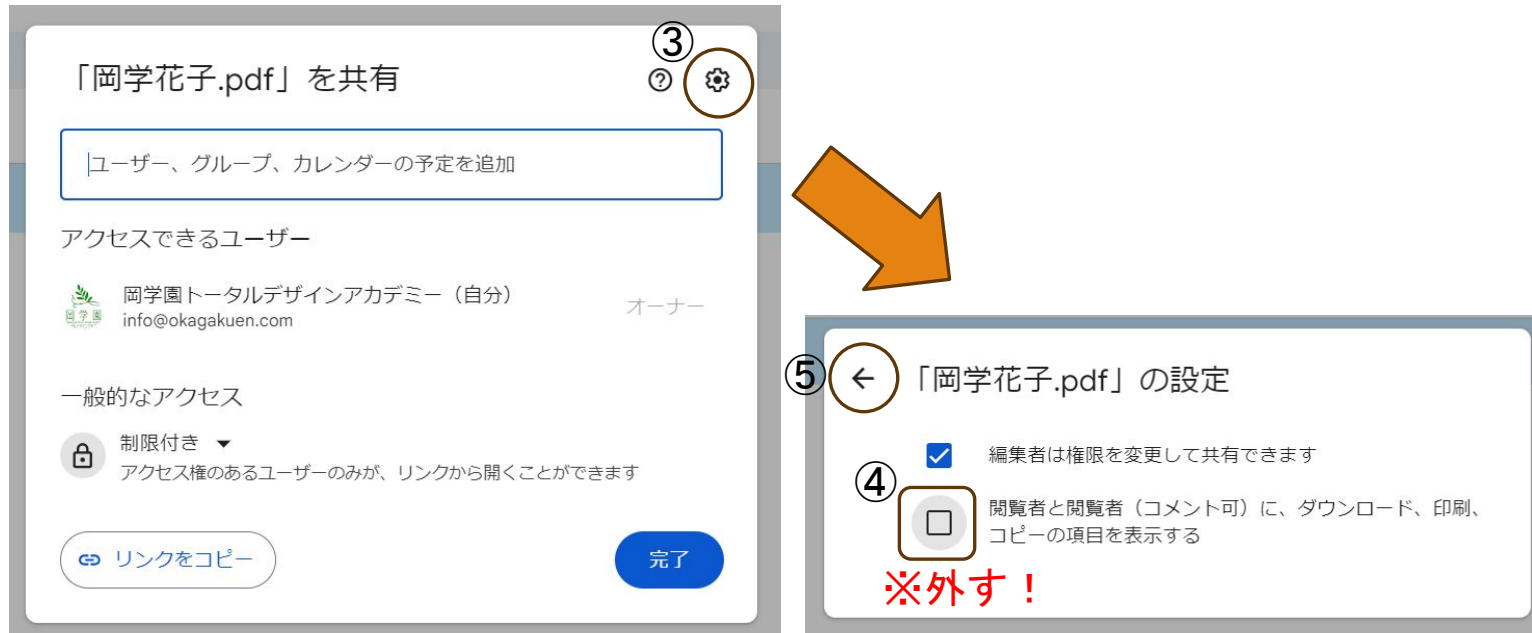 ③
「岡学花子.pdf」を共有
ユーザー、グループ、カレンダーの予定を追加
アクセスできるユーザー
岡学園トータルデザインアカデミー（自分）
オーナー
info@okagakuen.com
一般的なアクセス
制限付き
アクセス権のあるユーザーのみが、リンクから開くことができます
リンクをコピー
完了
⑤
「岡学花子.pdf」の設定
編集者は権限を変更して共有できます
④
閲覧者と閲覧者（コメント可）に、ダウンロード、印刷、
コピーの項目を表示する
※外す！